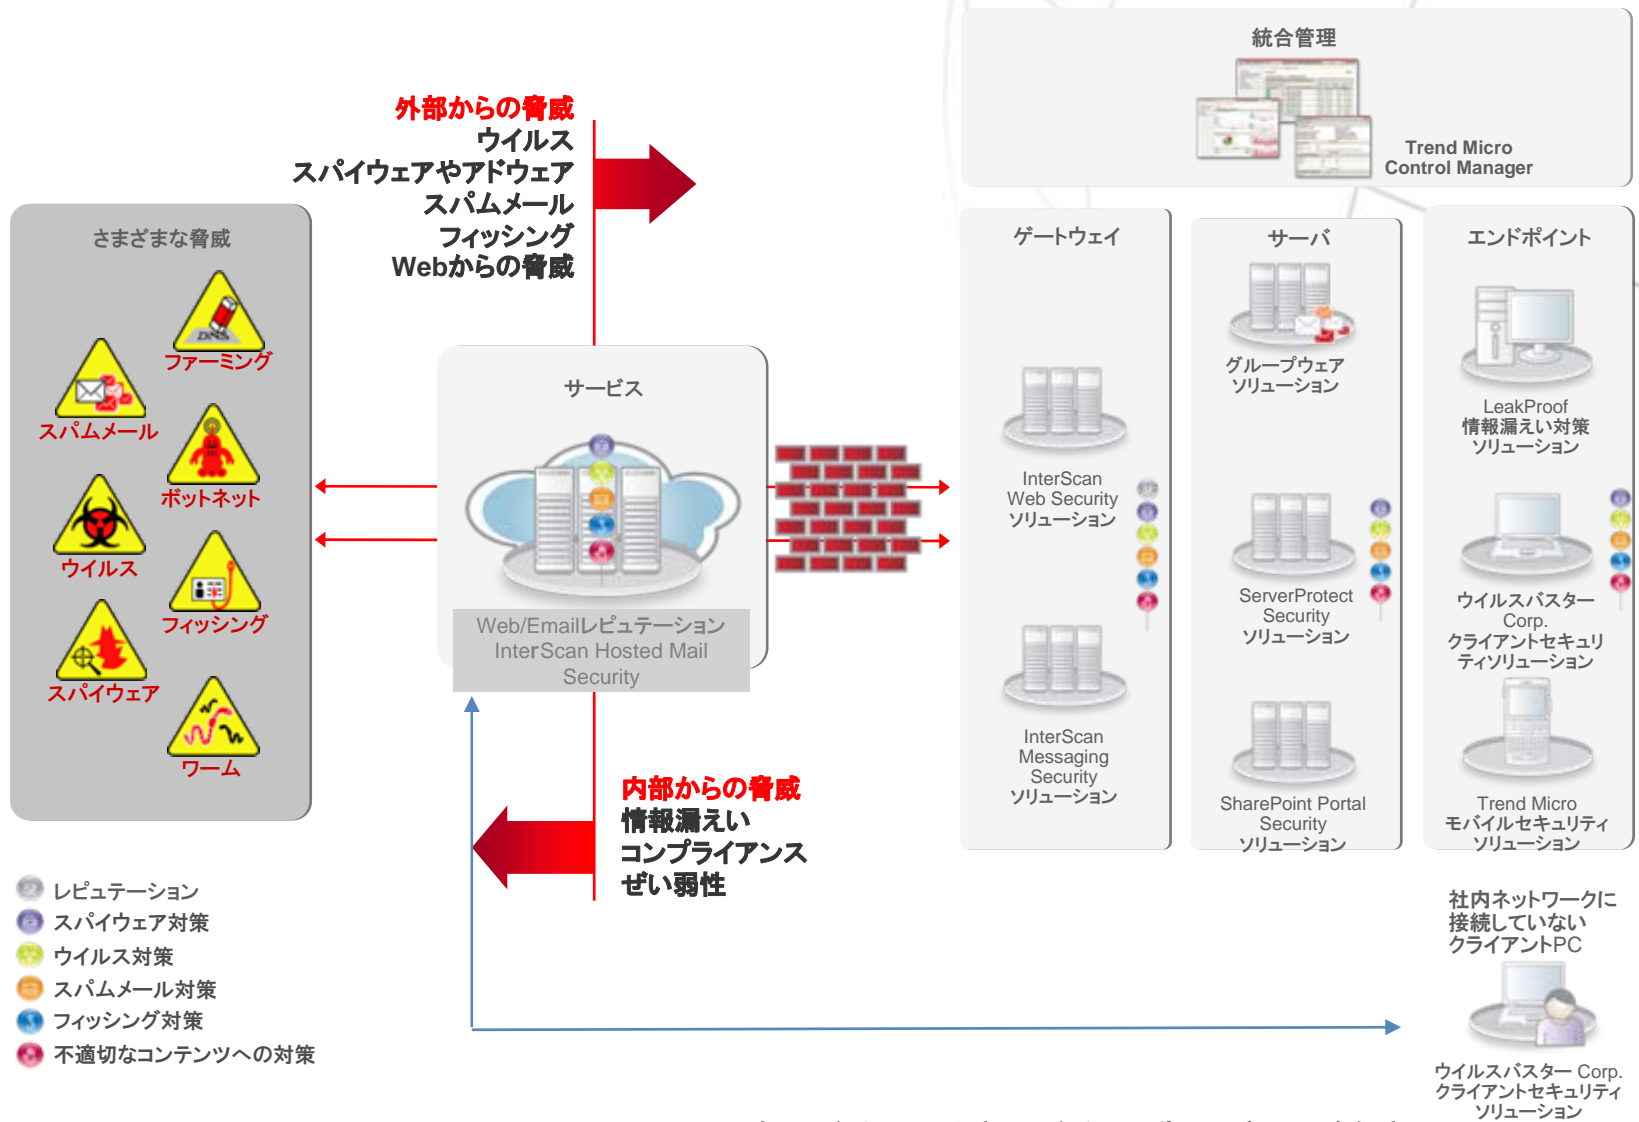 統合管理
Trend Micro
Control Manager
外部からの脅威
ウイルス
スパイウェアやアドウェア
スパムメール
フィッシング
Webからの脅威
さまざまな脅威
DNS
ファーミング
スパムメール
ボットネット
ウイルス
フィッシング
スパイウェア
ワーム
サービス
Web/Emailレピュテーション
InterScan Hosted Mail
Security
ゲートウェイ
InterScan
Web Security
ソリューション
InterScan
Messaging
Security
ソリューション
サーバ
グループウェア
ソリューション
ServerProtect
Security
ソリューション
SharePoint Portal
Security
ソリューション
エンドポイント
LeakProof
情報漏えい対策
ソリューション
ウイルスバスター
Corp.
クライアントセキュリ
ティソリューション
Trend Micro
モバイルセキュリティ
ソリューション
内部からの脅威
情報漏えい
コンプライアンス
ぜい弱性
レピュテーション
スパイウェア対策
ウイルス対策
スパムメール対策
フィッシング対策
不適切なコンテンツへの対策
社内ネットワークに
接続していない
クライアントPC
ウイルスバスター Corp.
クライアントセキュリティ
ソリューション